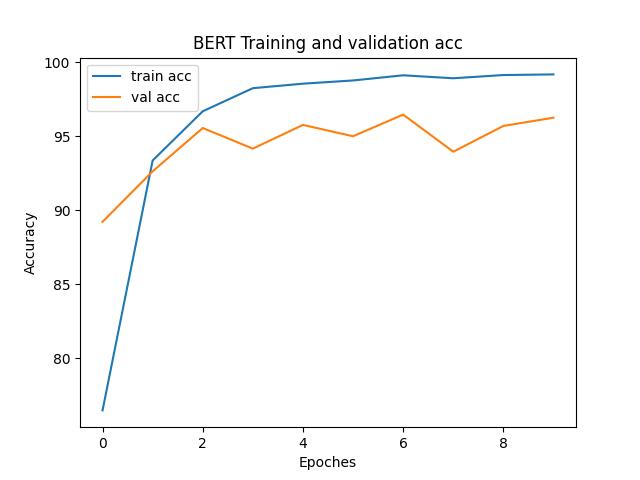 BERT Training and validation acc
train acc
val acc
100
95
90
85
80
Accuracy
0 2 4 6 8
Epoches